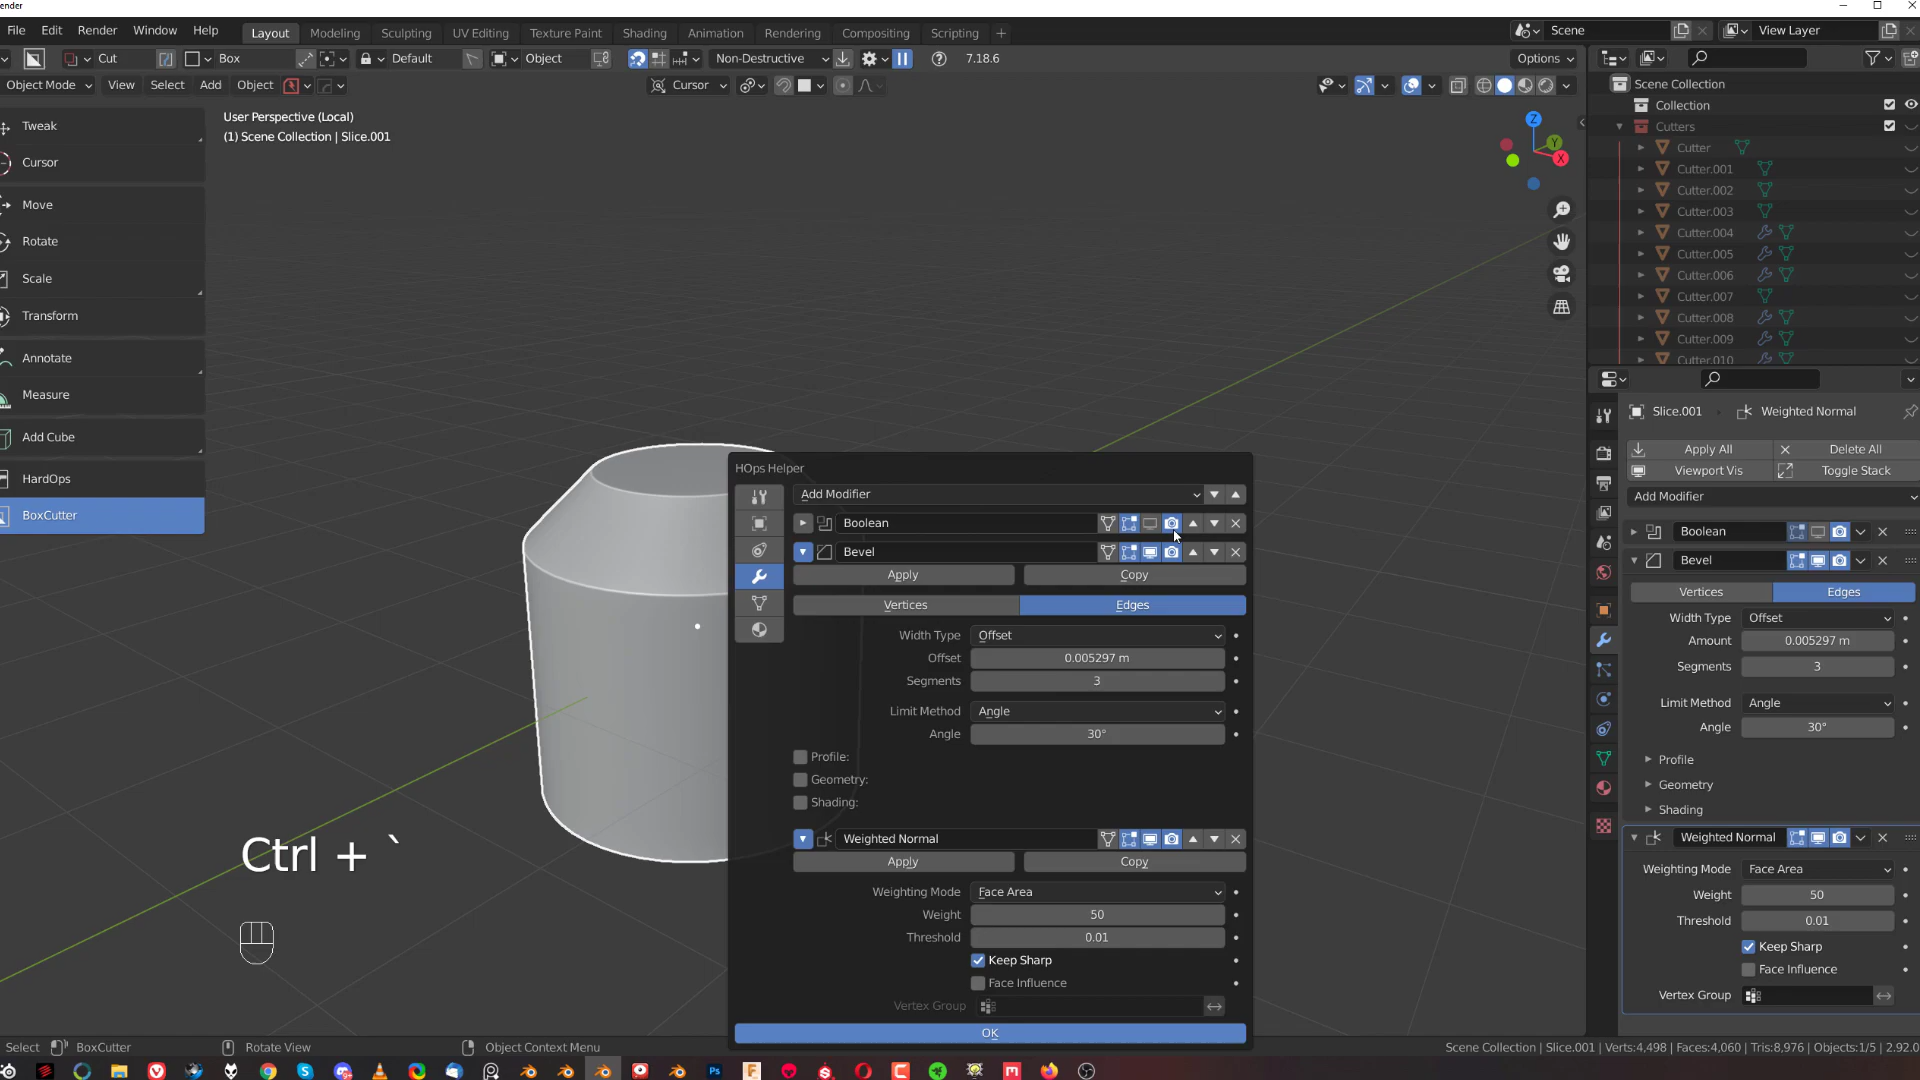 ender
File Edit Render Window Help Layout Modeling Sculpting UV Editing Texture Paint Shading Animation Rendering Compositing Scripting + Scene View Layer
Cut Box Default Object Non-Destructive 7.18.6 Options
Object Mode View Select Add Object Cursor
Scene Collection
Collection
Cutters
Cutter
Cutter.001
Cutter.002
Cutter.003
Cutter.004
Cutter.005
Cutter.006
Cutter.007
Cutter.008
Cutter.009
Cutter.010
Tweak
Cursor
Move
Rotate
Scale
Transform
Annotate
Measure
Add Cube
HardOps
BoxCutter
User Perspective (Local)
(1) Scene Collection | Slice.001
Z
Y
X
HOps Helper
Add Modifier
Boolean
Bevel
Apply Copy
Vertices Edges
Width Type Offset
Offset 0.005297 m
Segments 3
Limit Method Angle
Angle 30°
Profile:
Geometry:
Shading:
Weighted Normal
Apply Copy
Weighting Mode Face Area
Weight 50
Threshold 0.01
Keep Sharp
Face Influence
Vertex Group
OK
Slice.001 Weighted Normal
Apply All Delete All
Viewport Vis Toggle Stack
Add Modifier
Boolean
Bevel
Vertices Edges
Width Type Offset
Amount 0.005297 m
Segments 3
Limit Method Angle
Angle 30°
Profile
Geometry
Shading
Weighted Normal
Weighting Mode Face Area
Weight 50
Threshold 0.01
Keep Sharp
Face Influence
Vertex Group
Ctrl + `
Select BoxCutter Rotate View Object Context Menu Scene Collection | Slice.001 | Verts:4,498 | Faces:4,060 | Tris:8,976 | Objects:1/5 | 2.92.0